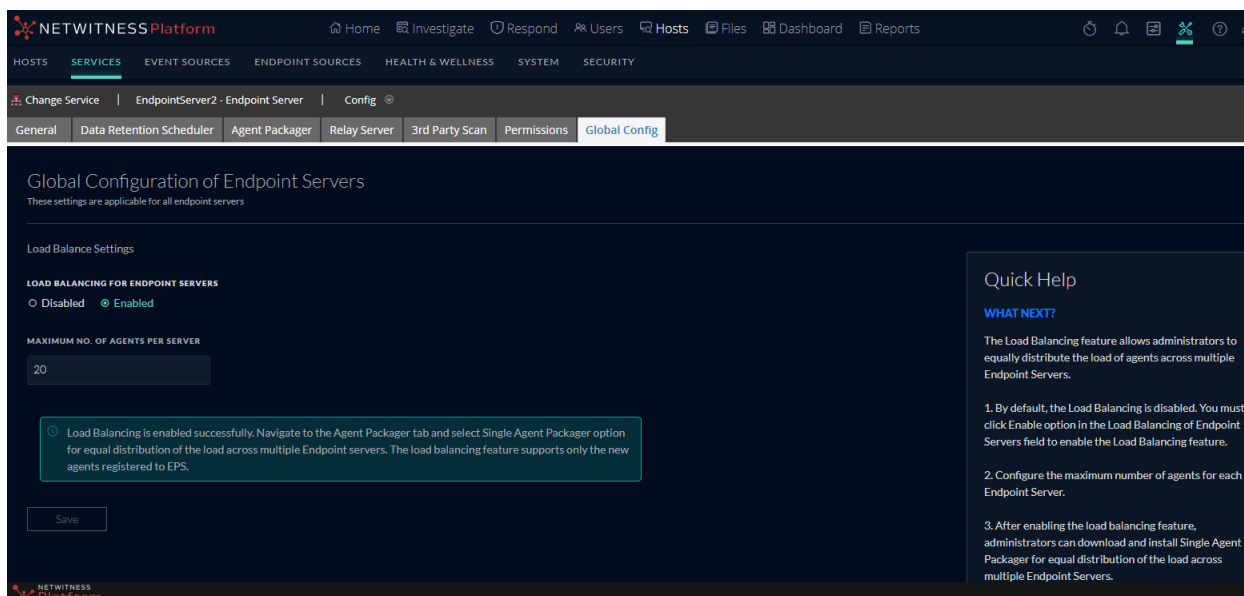 NETWITNESS Platform
Home Investigate Respond Users Hosts Files Dashboard Reports
HOSTS SERVICES EVENT SOURCES ENDPOINT SOURCES HEALTH & WELLNESS SYSTEM SECURITY
Change Service | EndpointServer2 - Endpoint Server | Config
General Data Retention Scheduler Agent Packager Relay Server 3rd Party Scan Permissions Global Config
Global Configuration of Endpoint Servers
These settings are applicable for all endpoint servers
Load Balance Settings
LOAD BALANCING FOR ENDPOINT SERVERS
Disabled Enabled
MAXIMUM NO. OF AGENTS PER SERVER
20
Load Balancing is enabled successfully. Navigate to the Agent Packager tab and select Single Agent Packager option
for equal distribution of the load across multiple Endpoint servers. The load balancing feature supports only the new
agents registered to EPS.
Save
Quick Help
WHAT NEXT?
The Load Balancing feature allows administrators to
equally distribute the load of agents across multiple
Endpoint Servers.
1. By default, the Load Balancing is disabled. You must
click Enable option in the Load Balancing of Endpoint
Servers field to enable the Load Balancing feature.
2. Configure the maximum number of agents for each
Endpoint Server.
3. After enabling the load balancing feature,
administrators can download and install Single Agent
Packager for equal distribution of the load across
multiple Endpoint Servers.
NETWITNESS
Platform